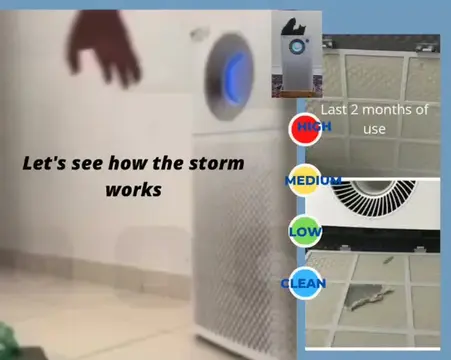 Last 2 months of
use
HIGH
Let's see how the storm
works
MEDIUM
LOW
CLEAN